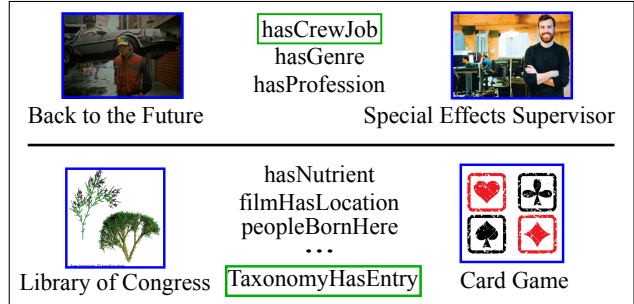 hasCrewJob
hasGenre
hasProfession
Back to the Future
Special Effects Supervisor
hasNutrient
filmHasLocation
peopleBornHere
...
TaxonomyHasEntry
Library of Congress
Card Game